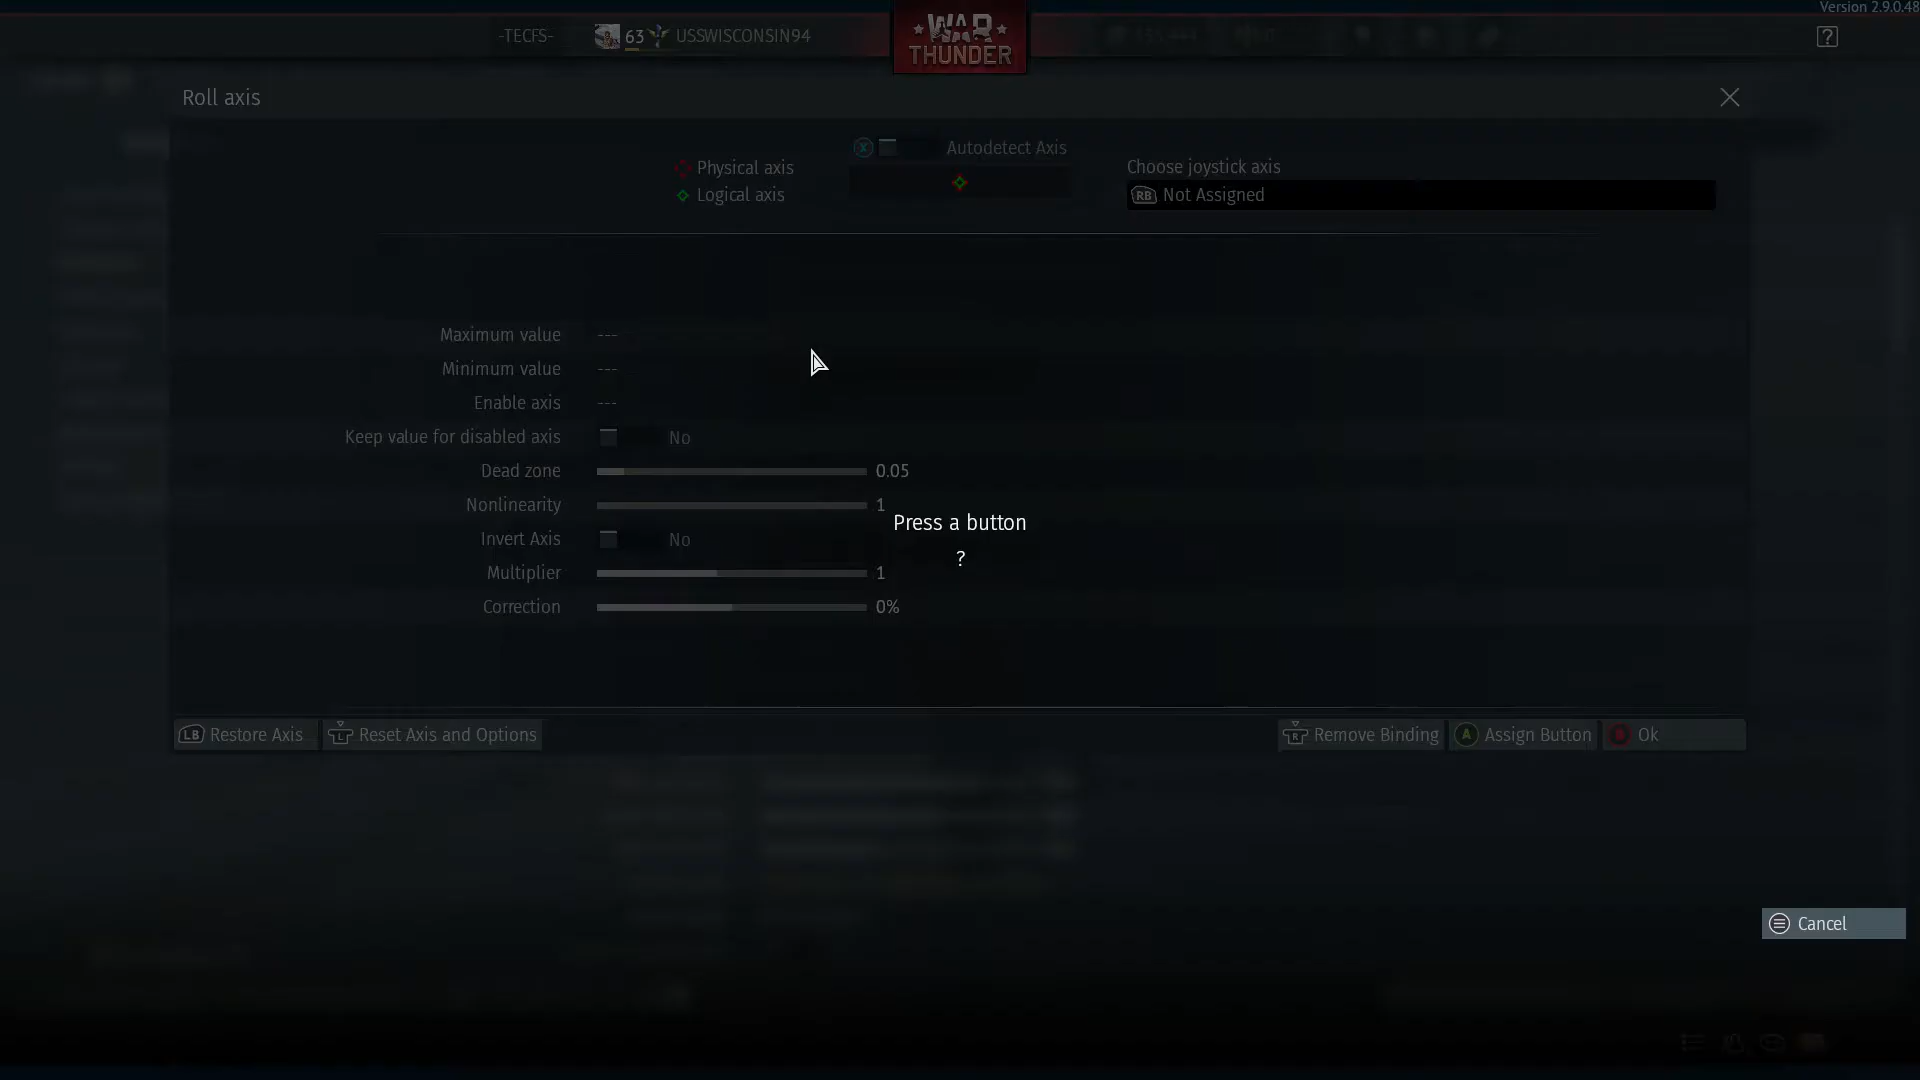 Version 2.9.0.48
-TECFS- 63 USSWISCONSIN94
WAR
THUNDER
?
Roll axis
X Autodetect Axis
Physical axis
Logical axis
Choose joystick axis
RB Not Assigned
Maximum value ---
Minimum value ---
Enable axis ---
Keep value for disabled axis No
Dead zone 0.05
Nonlinearity 1
Press a button
?
Invert Axis No
Multiplier 1
Correction 0%
LB Restore Axis
L Reset Axis and Options
R Remove Binding
A Assign Button
B Ok
Cancel